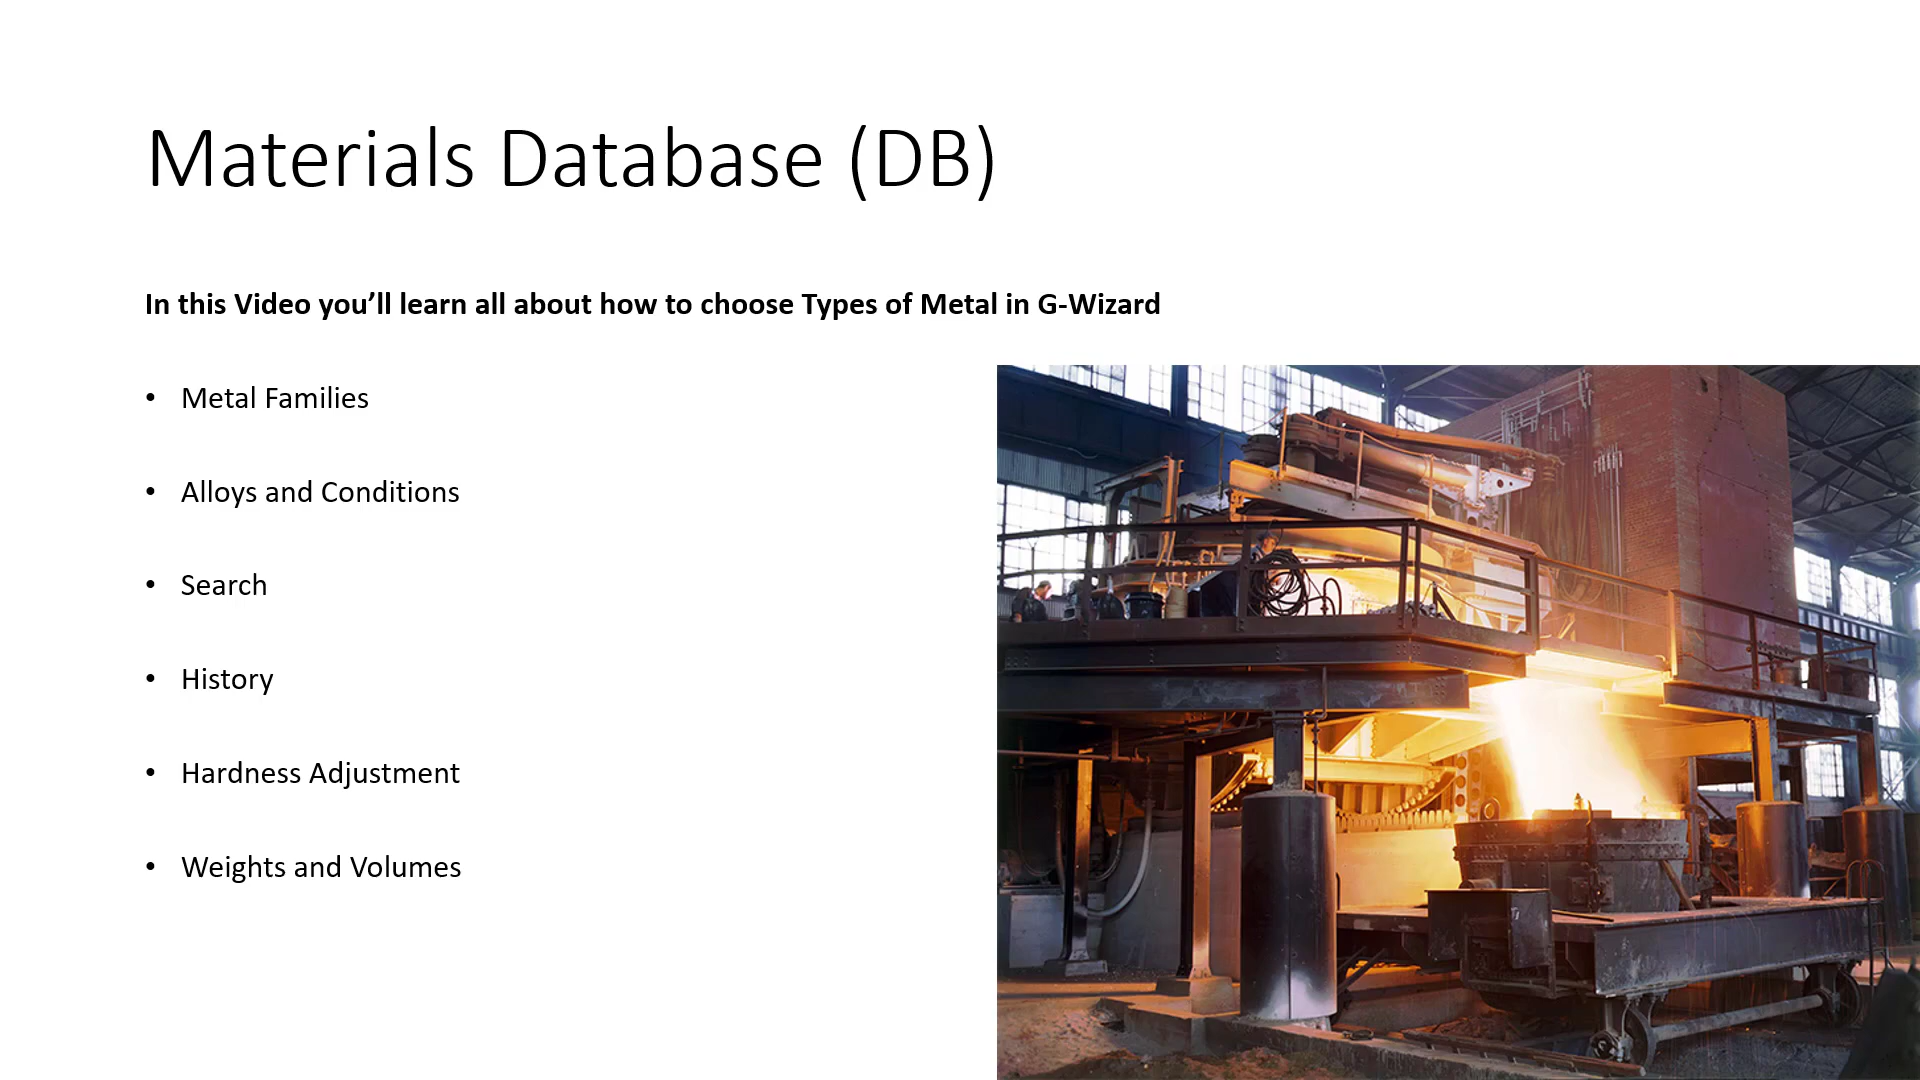 Materials Database (DB)
In this Video you’ll learn all about how to choose Types of Metal in G-Wizard
• Metal Families
• Alloys and Conditions
• Search
• History
• Hardness Adjustment
• Weights and Volumes